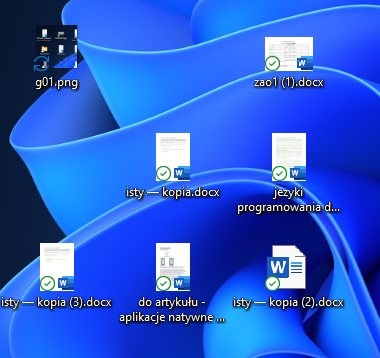 g01.png
zao1 (1).docx
isty — kopia.docx
jezyki
programowania d...
isty — kopia (3).docx
do artykułu -
aplikacje natywne ...
isty — kopia (2).docx